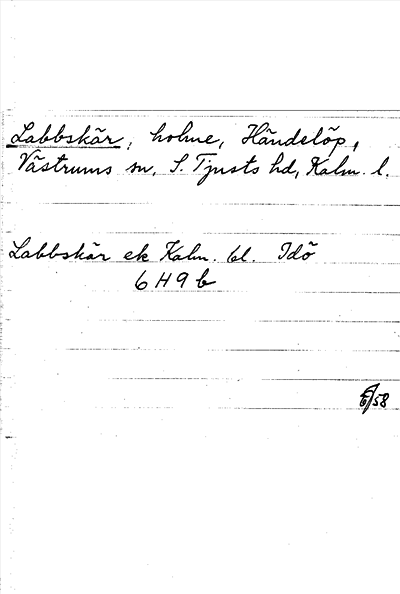 Labbskär, holme, Händelöp,
Västrums sn, S. Tjusts hd, Kalm. l.
Labbskär ek Kalm. bl. Idö
6 H 9 b
/58